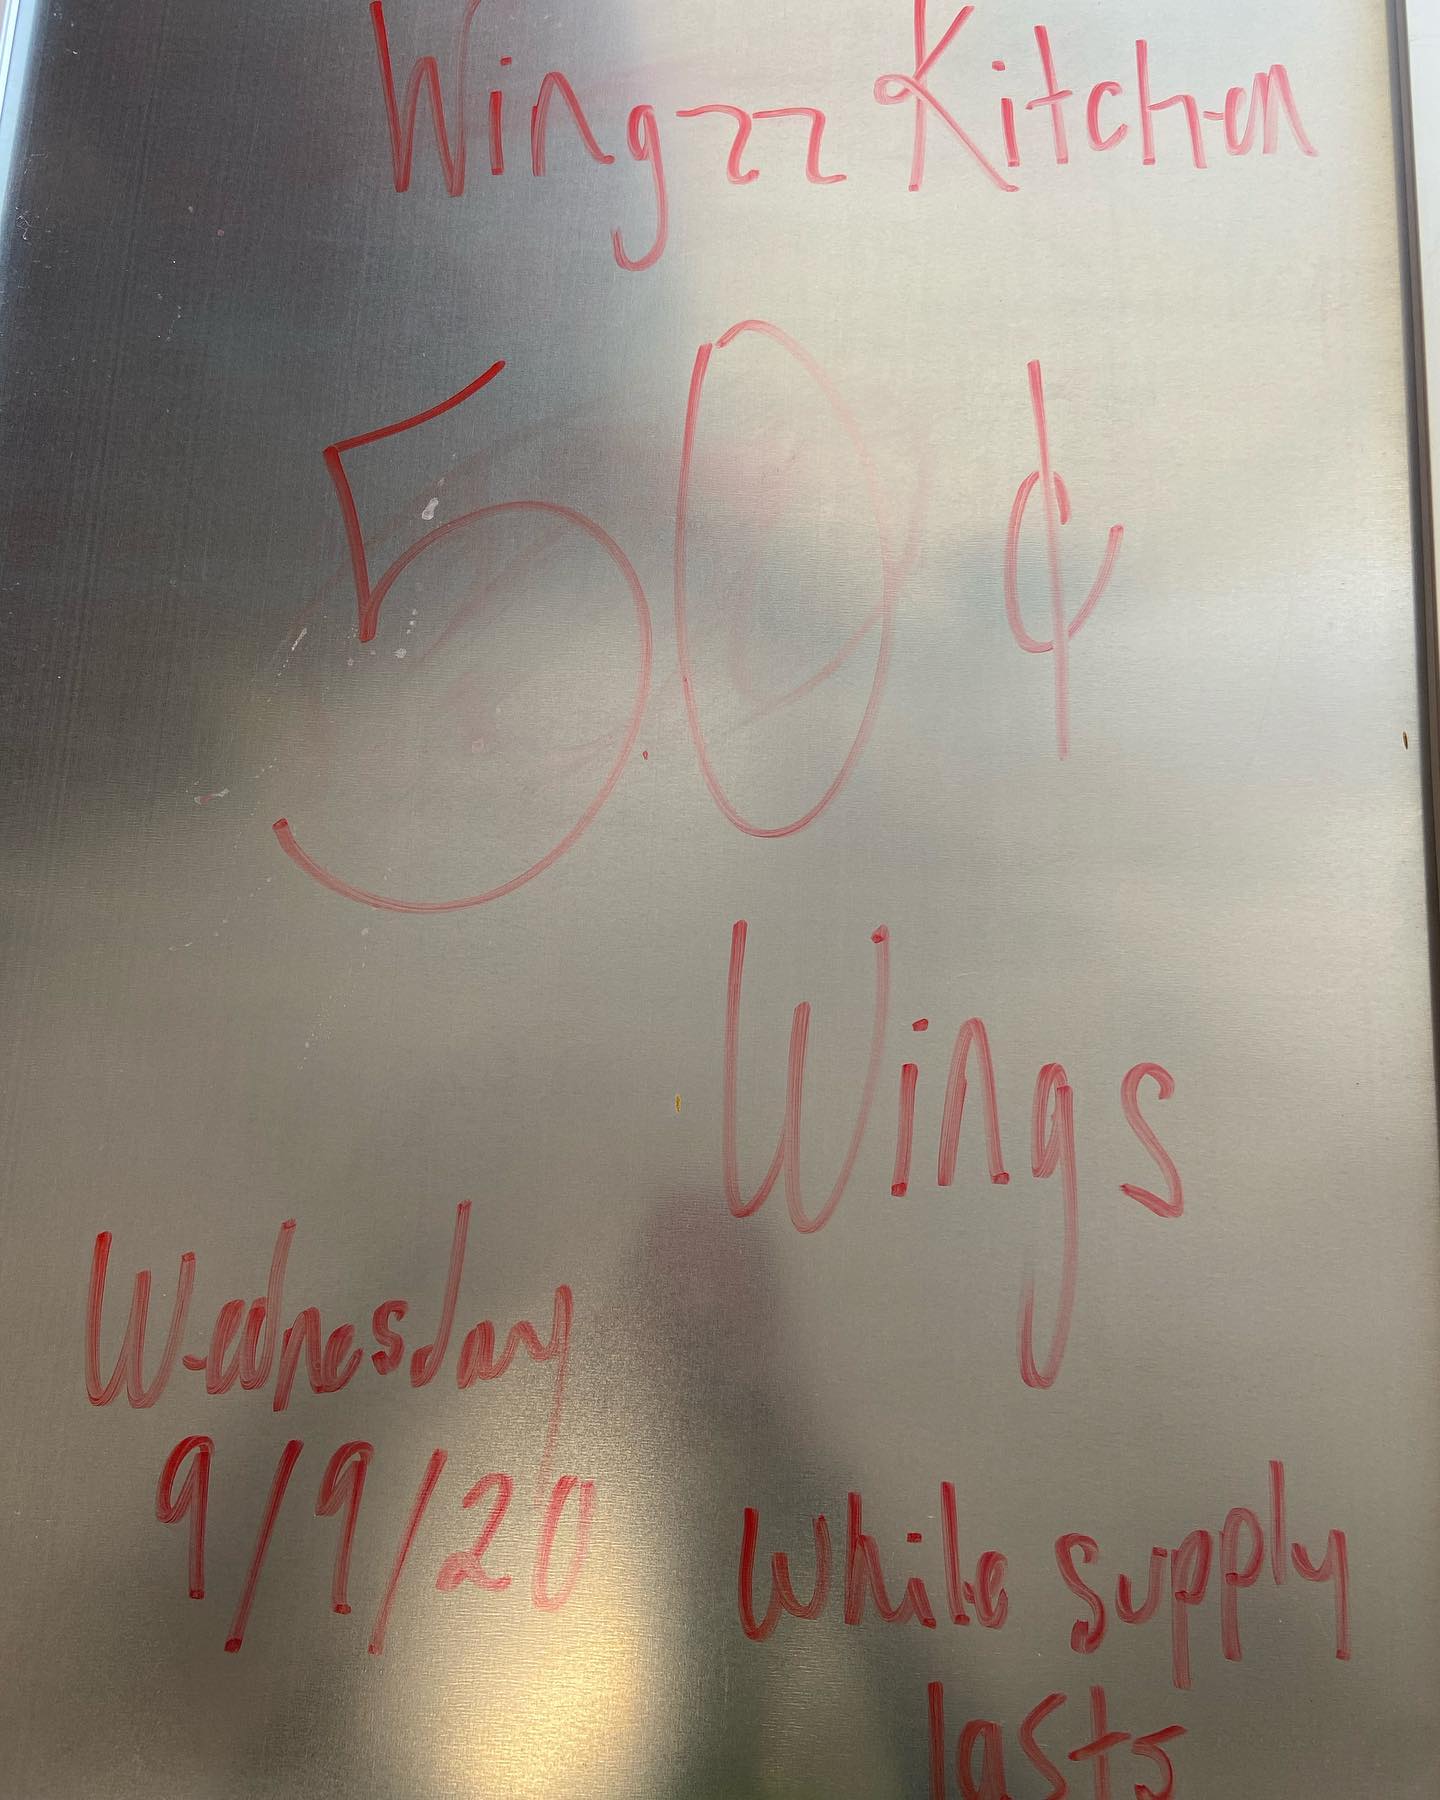 Wingzz Kitchen
50 ¢
Wings
Wednesday
9/9/20
While supply
lasts